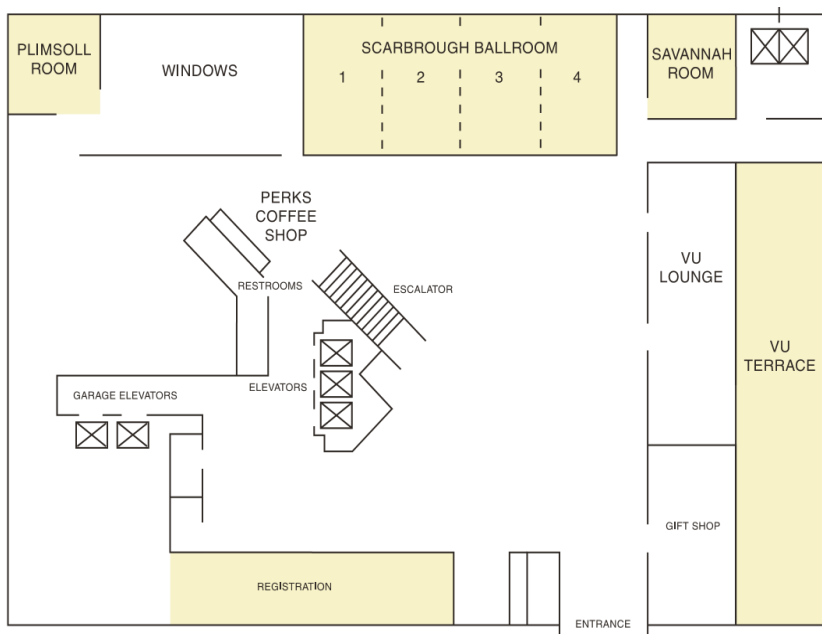 PLIMSOLL
ROOM
WINDOWS
SCARBROUGH BALLROOM
1 2 3 4
SAVANNAH
ROOM
PERKS
COFFEE
SHOP
RESTROOMS
ESCALATOR
VU
LOUNGE
VU
TERRACE
GARAGE ELEVATORS
ELEVATORS
GIFT SHOP
REGISTRATION
ENTRANCE